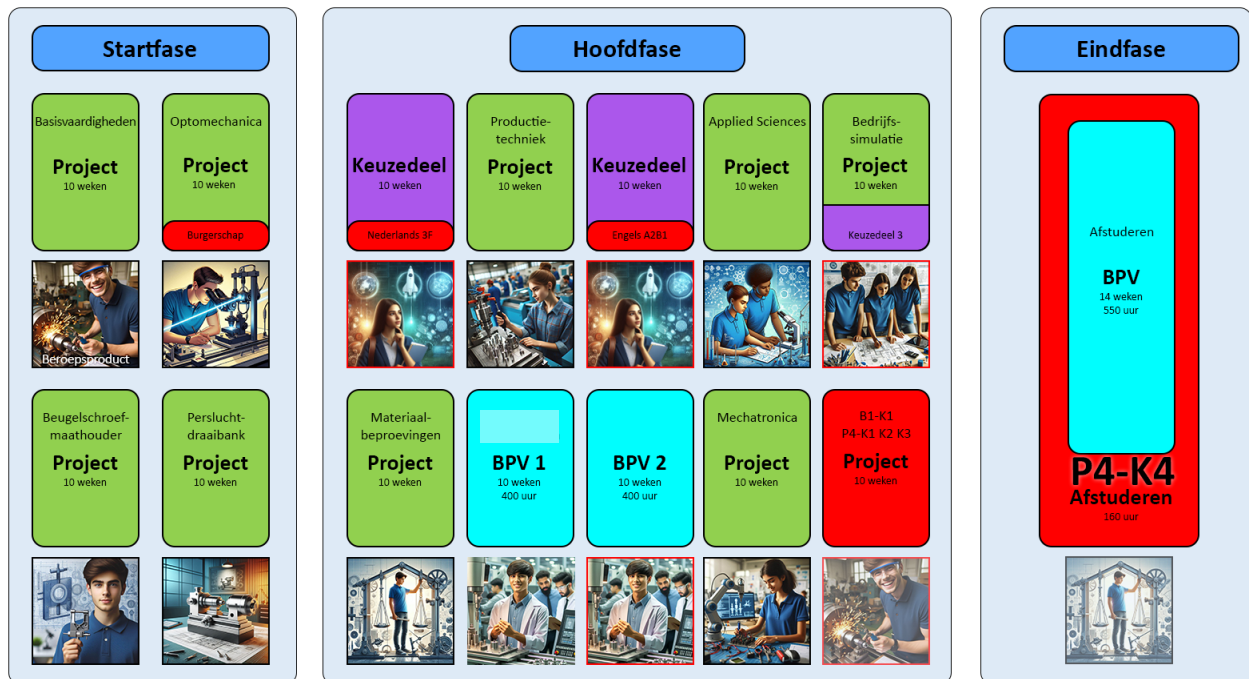 Startfase
Hoofdfase
Eindfase
Basisvaardigheden
Project
10 weken
Optomechanica
Project
10 weken
Burgerschap
Keuzedeel
10 weken
Nederlands 3F
Productie-
techniek
Project
10 weken
Keuzedeel
10 weken
Engels A2B1
Applied Sciences
Project
10 weken
Bedrijfs-
simulatie
Project
10 weken
Keuzedeel 3
Beroepsproduct
Beugelschroef-
maathouder
Project
10 weken
Perslucht-
draaibank
Project
10 weken
Materiaal-
beproevingen
Project
10 weken
BPV 1
10 weken
400 uur
BPV 2
10 weken
400 uur
Mechatronica
Project
10 weken
B1-K1
P4-K1 K2 K3
Project
10 weken
Afstuderen
BPV
14 weken
550 uur
P4-K4
Afstuderen
160 uur